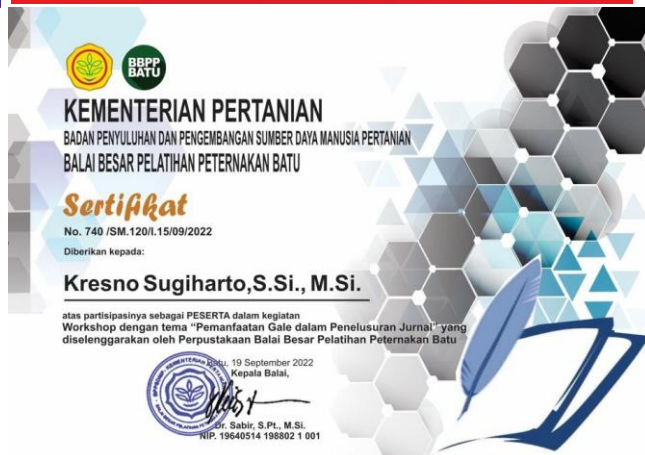 BBPP
BATU
KEMENTERIAN PERTANIAN
BADAN PENYULUHAN DAN PENGEMBANGAN SUMBER DAYA MANUSIA PERTANIAN
BALAI BESAR PELATIHAN PETERNAKAN BATU
Sertifikat
No. 740 /SM.120/I.15/09/2022
Diberikan kepada:
Kresno Sugiharto,S.Si., M.Si.
atas partisipasinya sebagai PESERTA dalam kegiatan
Workshop dengan tema “Pemanfaatan Gale dalam Penelusuran Jurnal” yang
diselenggarakan oleh Perpustakaan Balai Besar Pelatihan Peternakan Batu
Batu, 19 September 2022
Kepala Balai,
Dr. Sabir, S.Pt., M.Si.
NIP. 19640514 198802 1 001